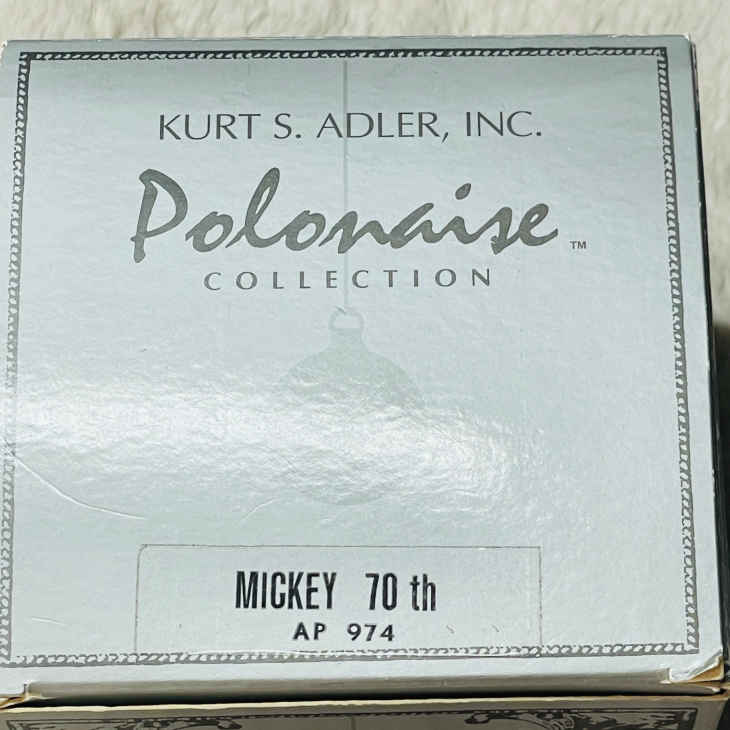 KURT S. ADLER, INC.
Polonaise™
COLLECTION
MICKEY 70 th
AP 974